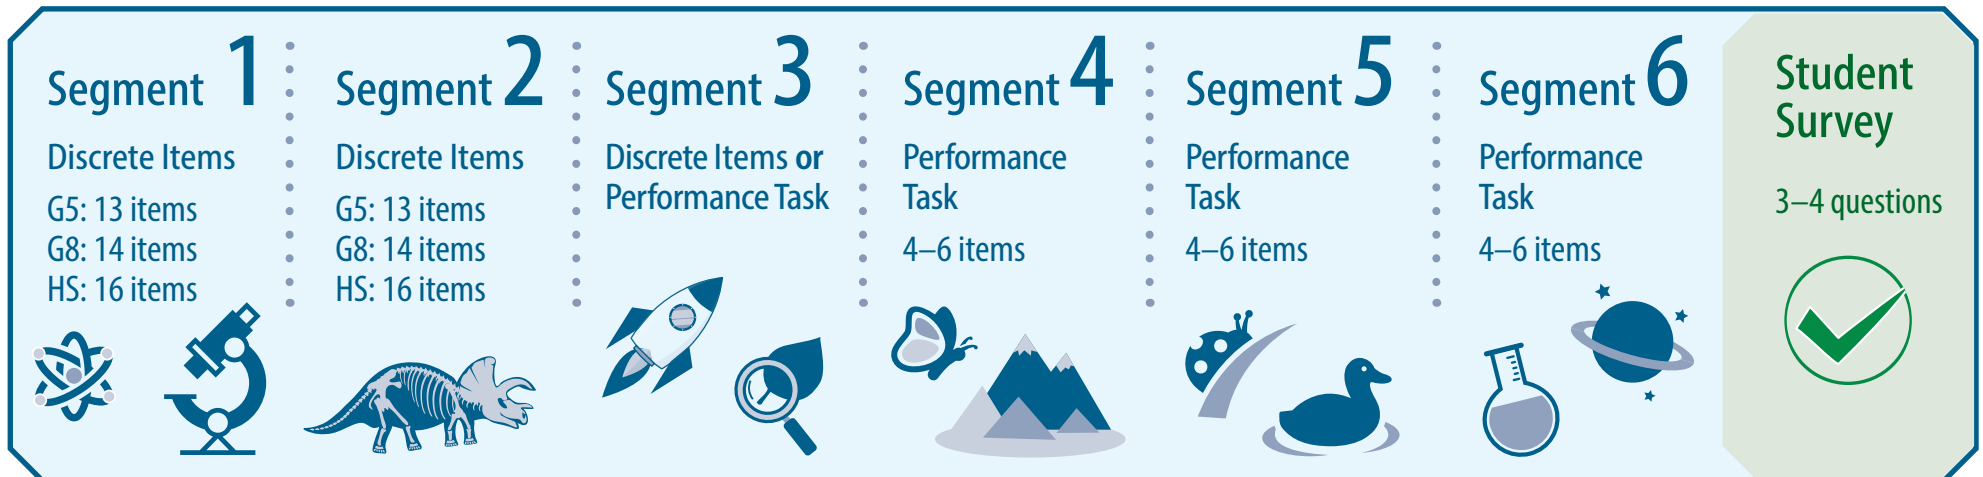 Segment 1
Discrete Items
G5: 13 items
G8: 14 items
HS: 16 items
Segment 2
Discrete Items
G5: 13 items
G8: 14 items
HS: 16 items
Segment 3
Discrete Items or
Performance Task
Segment 4
Performance
Task
4–6 items
Segment 5
Performance
Task
4–6 items
Segment 6
Performance
Task
4–6 items
Student
Survey
3–4 questions